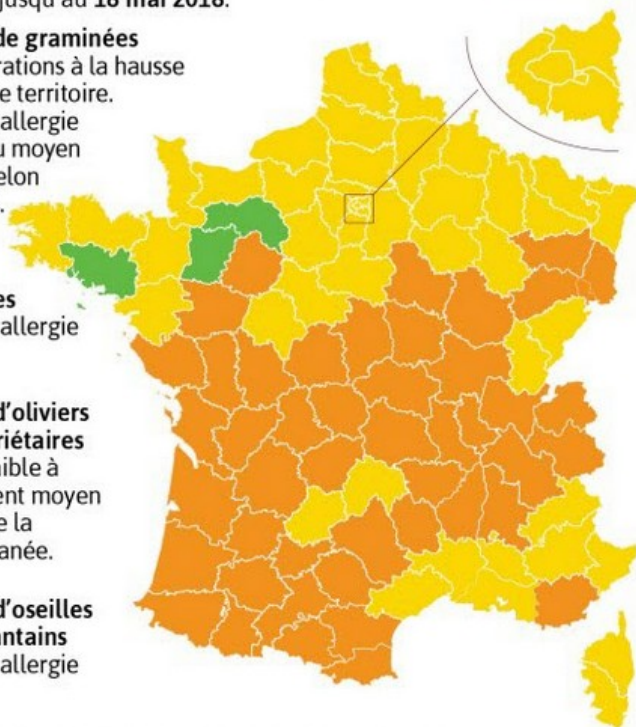 jusqu'au 18 mai 2018.
de graminées
rations à la hausse
e territoire.
allergie
u moyen
elon
.
es
allergie
d'oliviers
riétaires
ible à
ent moyen
e la
anée.
d'oseilles
ntains
allergie